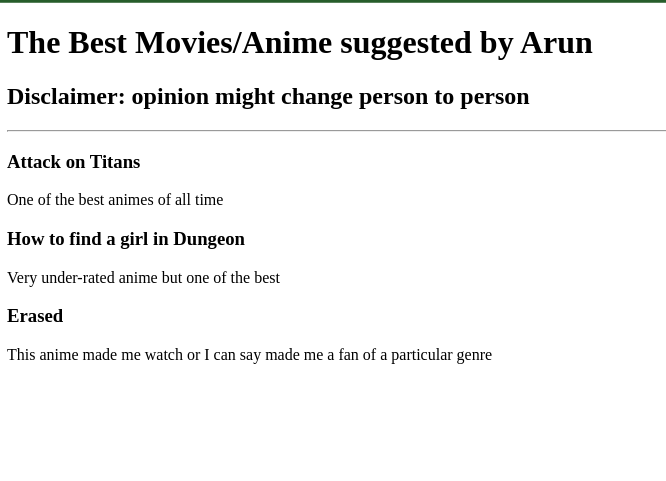 The Best Movies/Anime suggested by Arun
Disclaimer: opinion might change person to person
Attack on Titans
One of the best animes of all time
How to find a girl in Dungeon
Very under-rated anime but one of the best
Erased
This anime made me watch or I can say made me a fan of a particular genre